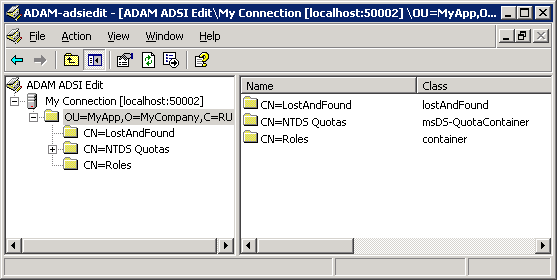 ADAM-adsiedit - [ADAM ADSI Edit\My Connection [localhost:50002] \OU=MyApp,O...
File Action View Window Help
ADAM ADSI Edit
My Connection [localhost:50002]
OU=MyApp,O=MyCompany,C=RU
CN=LostAndFound
CN=NTDS Quotas
CN=Roles
Name Class
CN=LostAndFound lostAndFound
CN=NTDS Quotas msDS-QuotaContainer
CN=Roles container